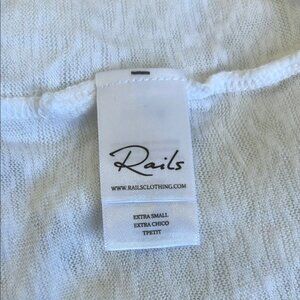 Rails
WWW.RAILSCLOTHING.COM
EXTRA SMALL
EXTRA CHICO
TPETIT